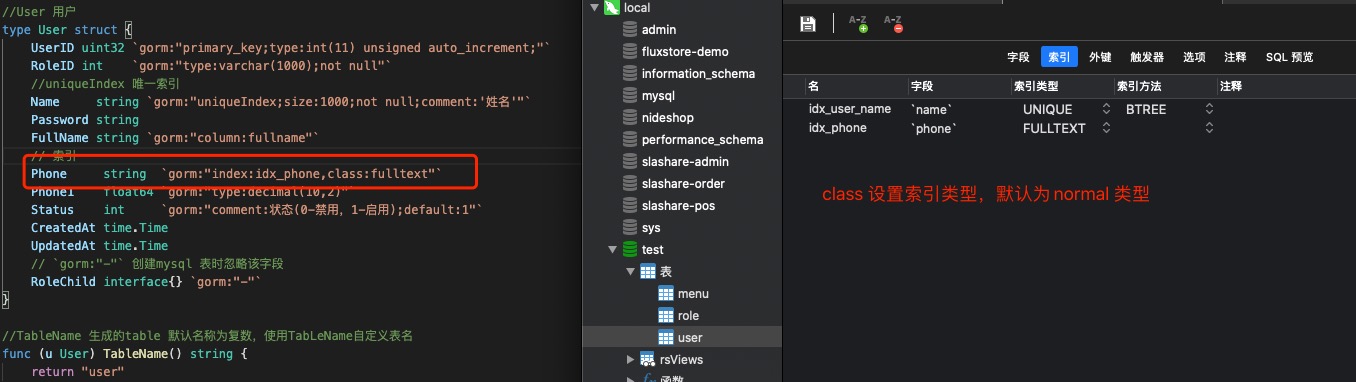 //User 用户
type User struct {
UserID uint32 `gorm:"primary_key;type:int(11) unsigned auto_increment;"`
RoleID int `gorm:"type:varchar(1000);not null"`
//uniqueIndex 唯一索引
Name string `gorm:"uniqueIndex;size:1000;not null;comment:'姓名'"`
Password string
FullName string `gorm:"column:fullname"`
// 索引
Phone string `gorm:"index:idx_phone,class:fulltext"`
Phone1 float64 `gorm:"type:decimal(10,2)"`
Status int `gorm:"comment:状态(0-禁用, 1-启用);default:1"`
CreatedAt time.Time
UpdatedAt time.Time
// `gorm:"-"` 创建mysql 表时忽略该字段
RoleChild interface{} `gorm:"-"`
}
//TableName 生成的table 默认名称为复数，使用TabLeName自定义表名
func (u User) TableName() string {
return "user"
local
admin
fluxstore-demo
information_schema
mysql
nideshop
performance_schema
slashare-admin
slashare-order
slashare-pos
sys
test
表
menu
role
user
rsViews
函数
A-Z A-Z
字段 索引 外键 触发器 选项 注释 SQL 预览
名 字段 索引类型 索引方法 注释
idx_user_name `name` UNIQUE BTREE
idx_phone `phone` FULLTEXT
class 设置索引类型，默认为 normal 类型